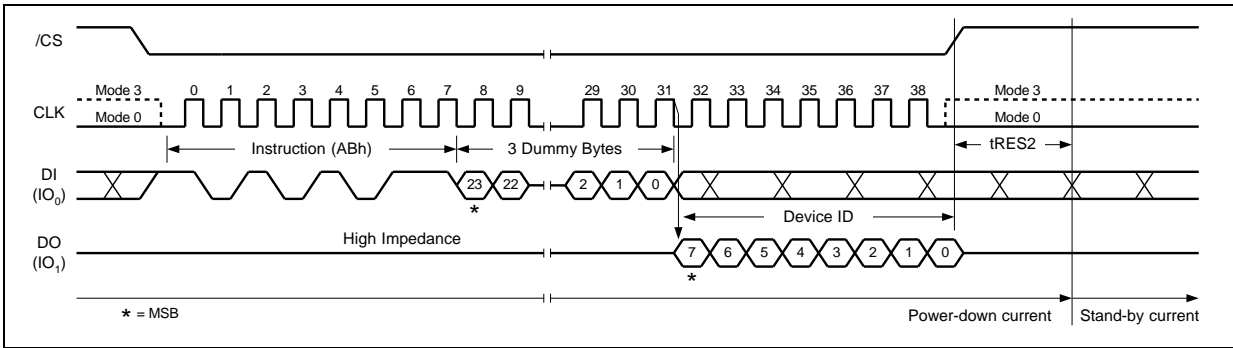 /CS
0 1 2 3 4 5 6 7 8 9 29 30 31 32 33 34 35 36 37 38
Mode 3 Mode 3
CLK
Mode 0 Mode 0
Instruction (ABh) 3 Dummy Bytes tRES2
DI
(IO0)
23 22 2 1 0
*
Device ID
High Impedance
DO
(IO1)
7 6 5 4 3 2 1 0
*
* = MSB
Power-down current Stand-by current